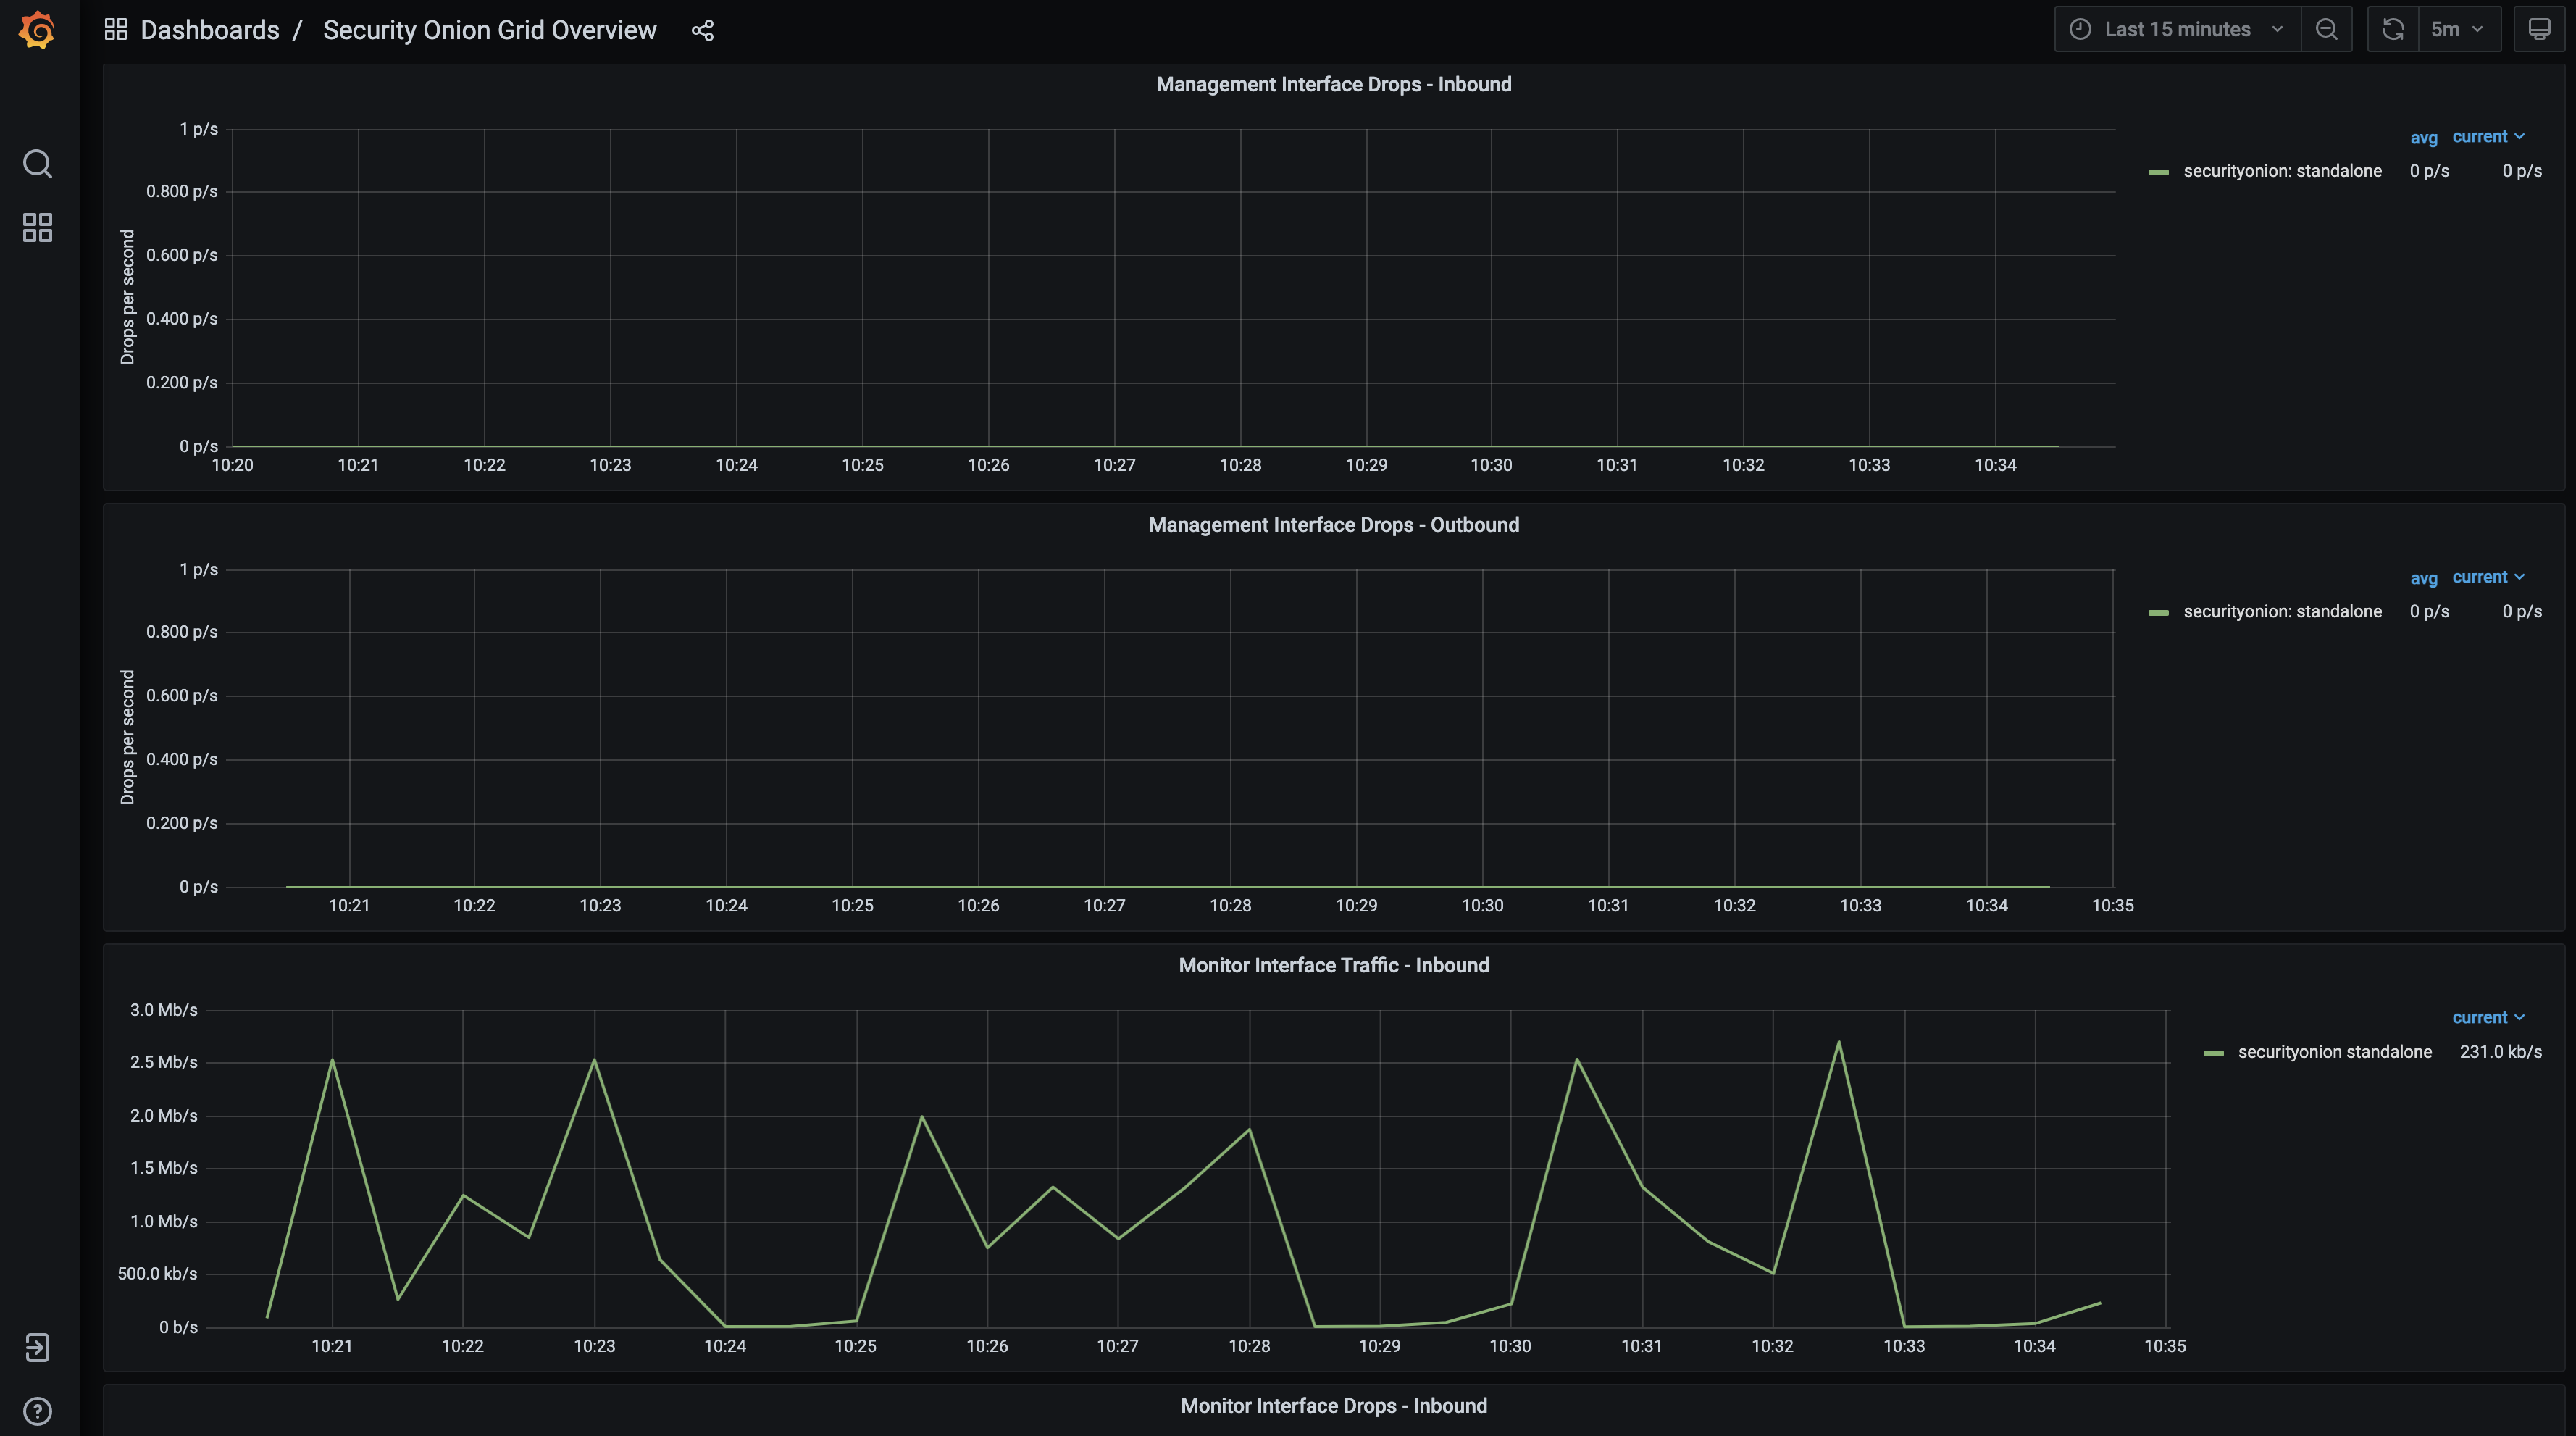 Dashboards / Security Onion Grid Overview
Last 15 minutes
5m
Management Interface Drops - Inbound
Drops per second
1 p/s
0.800 p/s
0.600 p/s
0.400 p/s
0.200 p/s
0 p/s
10:20 10:21 10:22 10:23 10:24 10:25 10:26 10:27 10:28 10:29 10:30 10:31 10:32 10:33 10:34
avg current
securityonion: standalone 0 p/s 0 p/s
Management Interface Drops - Outbound
Drops per second
1 p/s
0.800 p/s
0.600 p/s
0.400 p/s
0.200 p/s
0 p/s
10:21 10:22 10:23 10:24 10:25 10:26 10:27 10:28 10:29 10:30 10:31 10:32 10:33 10:34 10:35
avg current
securityonion: standalone 0 p/s 0 p/s
Monitor Interface Traffic - Inbound
3.0 Mb/s
2.5 Mb/s
2.0 Mb/s
1.5 Mb/s
1.0 Mb/s
500.0 kb/s
0 b/s
10:21 10:22 10:23 10:24 10:25 10:26 10:27 10:28 10:29 10:30 10:31 10:32 10:33 10:34 10:35
current
securityonion standalone 231.0 kb/s
Monitor Interface Drops - Inbound